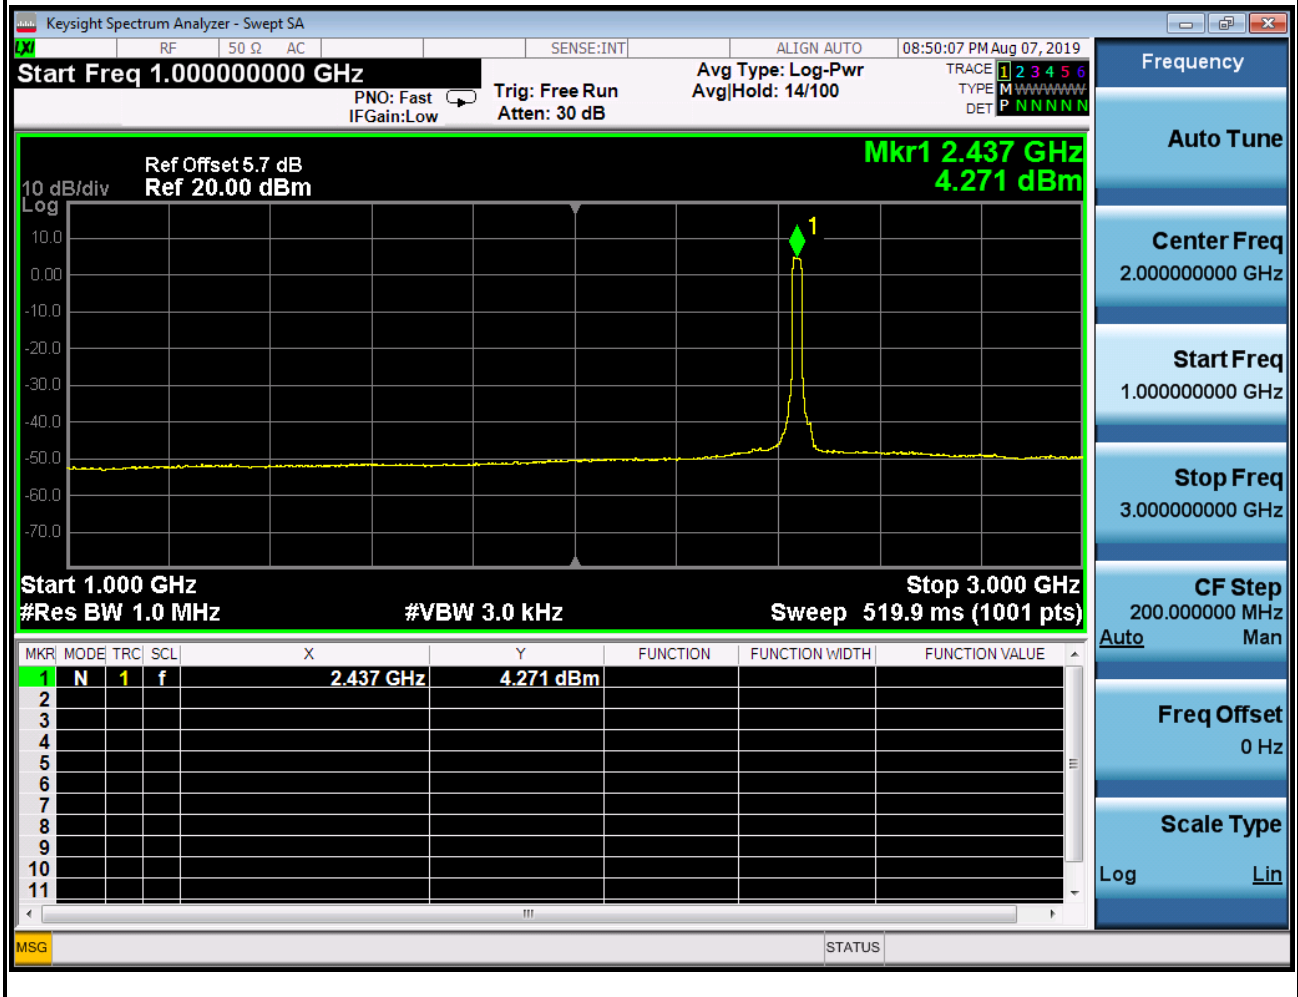 Keysight Spectrum Analyzer - Swept SA
LXI RF 50 Ω AC SENSE:INT ALIGN AUTO 08:50:07 PM Aug 07, 2019
Start Freq 1.000000000 GHz
PNO: Fast
IFGain:Low
Trig: Free Run
Atten: 30 dB
Avg Type: Log-Pwr
Avg|Hold: 14/100
TRACE 1 2 3 4 5 6
TYPE M WWWWW
DET P N N N N N
Ref Offset 5.7 dB
10 dB/div Ref 20.00 dBm
Log
Mkr1 2.437 GHz
4.271 dBm
1
10.0
0.00
-10.0
-20.0
-30.0
-40.0
-50.0
-60.0
-70.0
Start 1.000 GHz Stop 3.000 GHz
#Res BW 1.0 MHz #VBW 3.0 kHz Sweep 519.9 ms (1001 pts)
MKR MODE TRC SCL X Y FUNCTION FUNCTION WIDTH FUNCTION VALUE
1 N 1 f 2.437 GHz 4.271 dBm
2
3
4
5
6
7
8
9
10
11
MSG STATUS
Frequency
Auto Tune
Center Freq
2.000000000 GHz
Start Freq
1.000000000 GHz
Stop Freq
3.000000000 GHz
CF Step
200.000000 MHz
Auto Man
Freq Offset
0 Hz
Scale Type
Log Lin